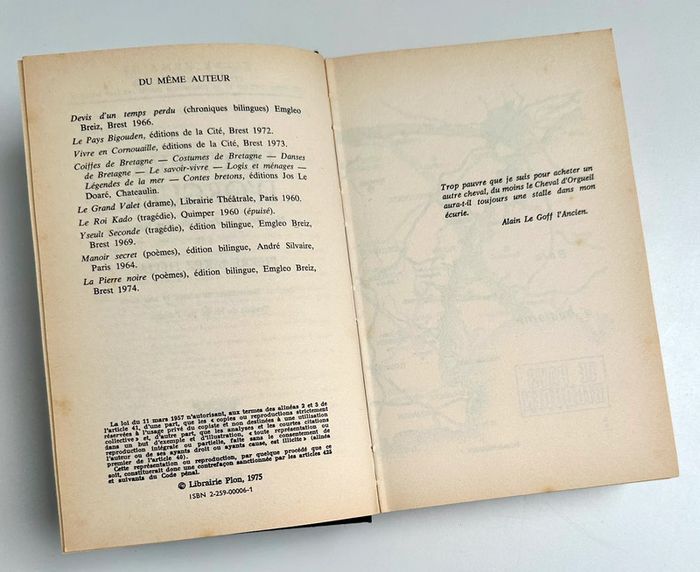 DU MÊME AUTEUR
Devis d'un temps perdu (chroniques bilingues) Emgleo
Breiz, Brest 1966.
Le Pays Bigouden, éditions de la Cité, Brest 1972.
Vivre en Cornouaille, éditions de la Cité, Brest 1973.
Coiffes de Bretagne — Costumes de Bretagne — Danses
de Bretagne — Le savoir-vivre — Logis et ménages —
Légendes de la mer — Contes bretons, éditions Jos Le
Doaré, Chateaulin.
Le Grand Valet (drame), Librairie Théâtrale, Paris 1960.
Le Roi Kado (tragédie), Quimper 1960 (épuisé).
Yseult Seconde (tragédie), édition bilingue, Emgleo Breiz,
Brest 1969.
Manoir secret (poèmes), édition bilingue, André Silvaire,
Paris 1964.
La Pierre noire (poèmes), édition bilingue, Emgleo Breiz,
Brest 1974.
La loi du 11 mars 1957 n'autorisant, aux termes des alinéas 2 et 3 de
l'article 41, d'une part, que les « copies ou reproductions strictement
réservées à l'usage privé du copiste et non destinées à une utilisation
collective » et, d'autre part, que les analyses et les courtes citations
dans un but d'exemple et d'illustration, « toute représentation ou
reproduction intégrale ou partielle, faite sans le consentement de
l'auteur ou de ses ayants droit ou ayants cause, est illicite » (alinéa
premier de l'article 40).
Cette représentation ou reproduction, par quelque procédé que ce
soit, constituerait donc une contrefaçon sanctionnée par les articles 425
et suivants du Code pénal.
© Librairie Plon, 1975
ISBN 2-259-00006-1
Trop pauvre que je suis pour acheter un
autre cheval, du moins le Cheval d'Orgueil
aura-t-il toujours une stalle dans mon
écurie.
Alain Le Goff l'Ancien.